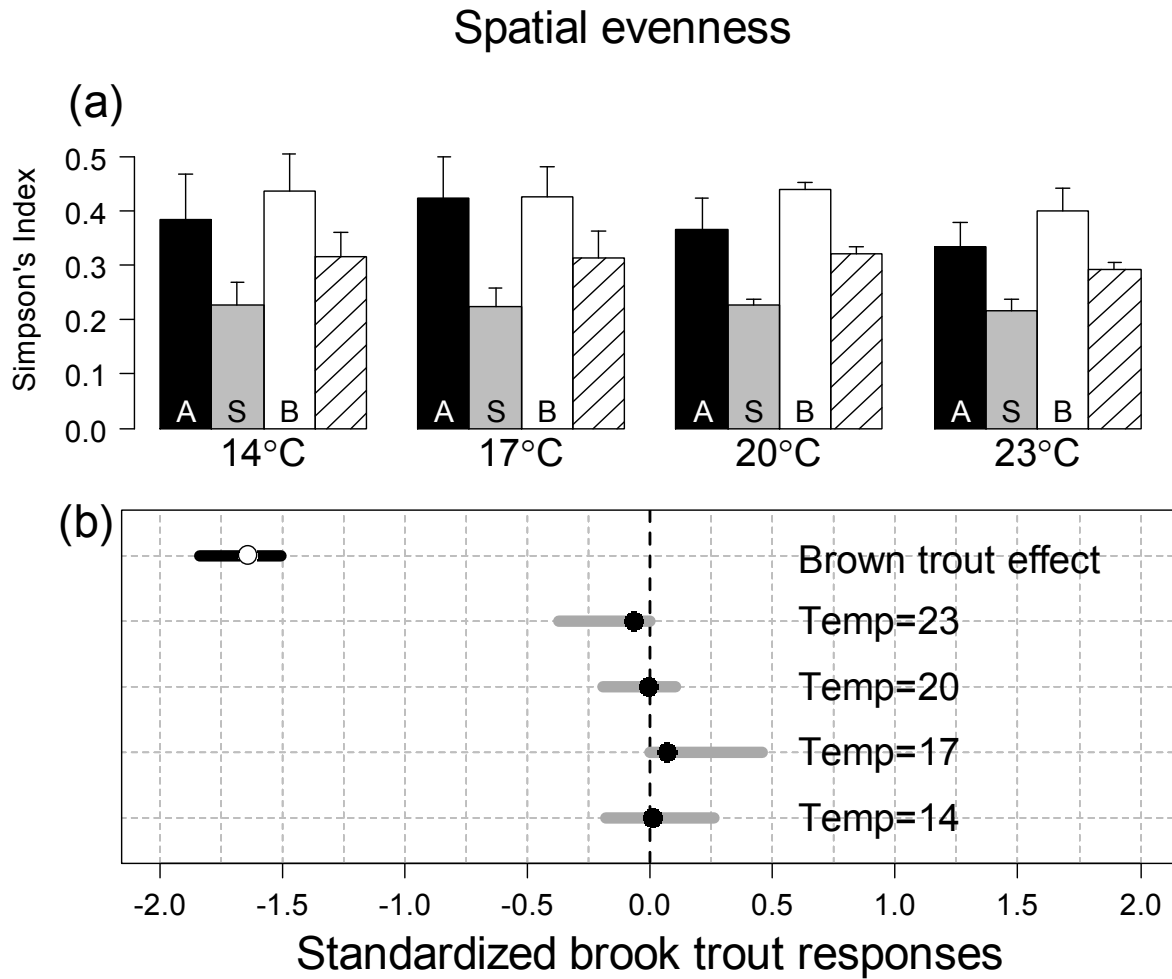 Spatial evenness
(a)
Simpson's Index
0.5
0.4
0.3
0.2
0.1
0.0
A S B
A S B
A S B
A S B
14°C 17°C 20°C 23°C
(b)
Brown trout effect
Temp=23
Temp=20
Temp=17
Temp=14
-2.0 -1.5 -1.0 -0.5 0.0 0.5 1.0 1.5 2.0
Standardized brook trout responses